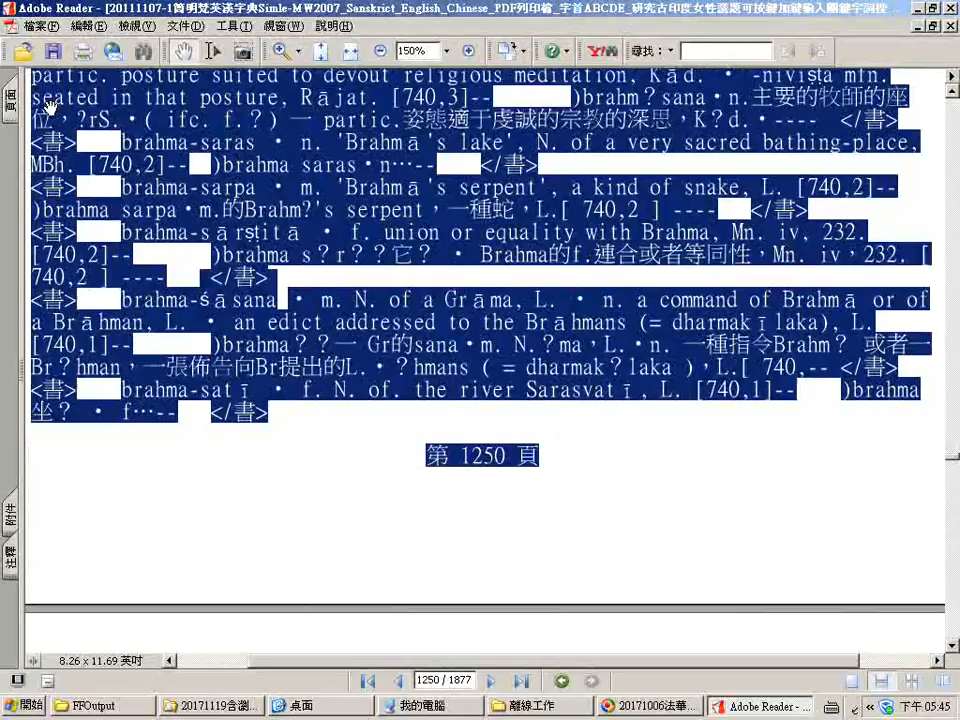 Adobe Reader - [20111107-1簡明梵英漢字典Simle-MW2007_Sanskrict_English_Chinese_PDF列印檔_字首ABCDE_研究古印度女性議題可按加鍵輸入關鍵字詞搜
檔案(F) 編輯(E) 檢視(V) 文件(D) 工具(T) 視窗(W) 說明(H)
150% 尋找:
頁面
partic. posture suited to devout religious meditation, Kād. • -niviṣṭa mfn.
seated in that posture, Rājat. [740,3]-- )brahm?sana•n.主要的牧師的座
位,?rS.•( ifc. f.?) 一 partic.姿態適于虔誠的宗教的深思,K?d.•---- </書>
<書> brahma-saras • n. 'Brahmā's lake', N. of a very sacred bathing-place,
MBh. [740,2]-- )brahma saras•n…-- </書>
<書> brahma-sarpa • m. 'Brahmā's serpent', a kind of snake, L. [740,2]--
)brahma sarpa•m.的Brahm?'s serpent,一種蛇,L.[ 740,2 ] ---- </書>
<書> brahma-sārṣtitā • f. union or equality with Brahma, Mn. iv, 232.
[740,2]-- )brahma s?r??它? • Brahma的f.連合或者等同性,Mn. iv,232. [
740,2 ] ---- </書>
<書> brahma-śāsana • m. N. of a Grāma, L. • n. a command of Brahmā or of
a Brāhman, L. • an edict addressed to the Brāhmans (= dharmakīlaka), L.
[740,1]-- )brahma??一 Gr的sana•m. N.?ma,L.•n. 一種指令Brahm? 或者一
Br?hman,一張佈告向Br提出的L.•?hmans ( = dharmak?laka ),L.[ 740,-- </書>
<書> brahma-satī • f. N. of. the river Sarasvatī, L. [740,1]-- )brahma
坐? • f…-- </書>
第 1250 頁
附件
注釋
8.26 x 11.69 英吋
1250 / 1877
開始 FFOutput 20171119含瀏... 桌面 我的電腦 離線工作 20171006法華... Adobe Reader - ... 下午 05:45